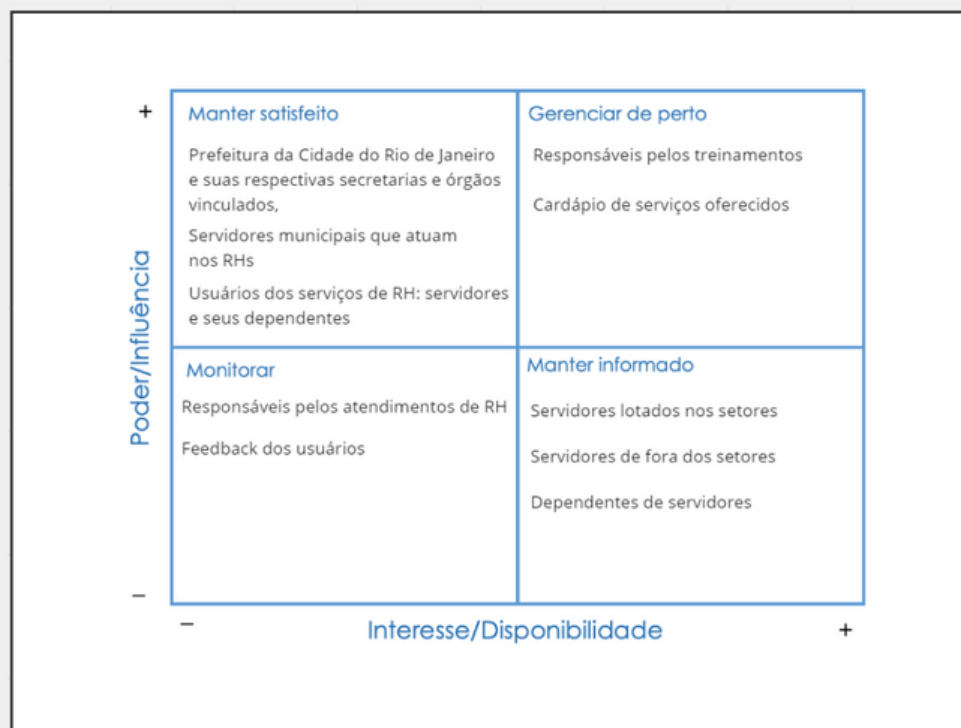 +
Manter satisfeito
Prefeitura da Cidade do Rio de Janeiro
e suas respectivas secretarias e órgãos
vinculados,
Servidores municipais que atuam
nos RHs
Usuários dos serviços de RH: servidores
e seus dependentes
Gerenciar de perto
Responsáveis pelos treinamentos
Cardápio de serviços oferecidos
Poder/Influência
Monitorar
Responsáveis pelos atendimentos de RH
Feedback dos usuários
Manter informado
Servidores lotados nos setores
Servidores de fora dos setores
Dependentes de servidores
–
–
Interesse/Disponibilidade
+